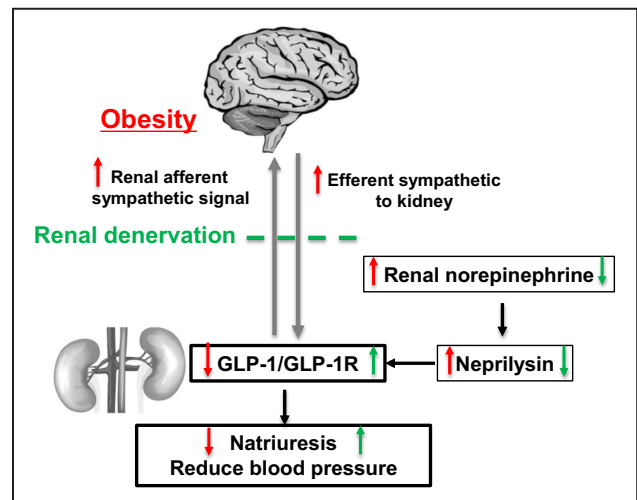 Obesity
Renal afferent
sympathetic signal
Efferent sympathetic
to kidney
Renal denervation
Renal norepinephrine
GLP-1/GLP-1R
Neprilysin
Natriuresis
Reduce blood pressure